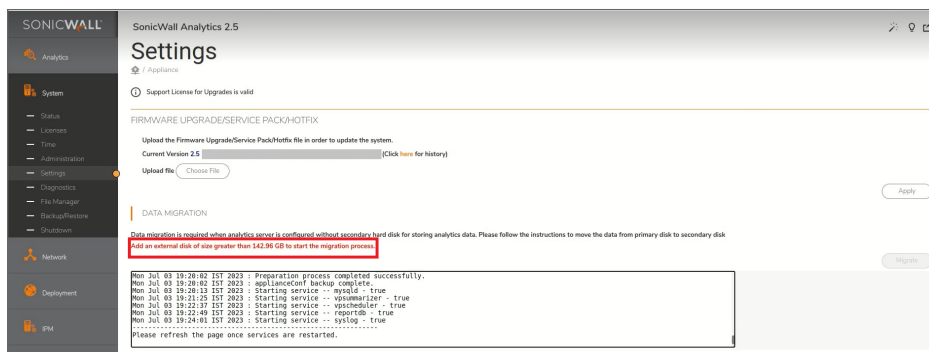 SONICWALL
SonicWall Analytics 2.5
Settings
/ Appliance
Support License for Upgrades is valid
Analytics
System
Status
Licenses
Time
Administration
Settings
Diagnostics
File Manager
Backup/Restore
Shutdown
Network
Deployment
IPM
FIRMWARE UPGRADE/SERVICE PACK/HOTFIX
Upload the Firmware Upgrade/Service Pack/Hotfix file in order to update the system.
Current Version 2.5 (Click here for history)
Upload file Choose File
Apply
DATA MIGRATION
Data migration is required when analytics server is configured without secondary hard disk for storing analytics data. Please follow the instructions to move the data from primary disk to secondary disk
Add an external disk of size greater than 142.96 GB to start the migration process.
Migrate
Mon Jul 03 19:20:02 IST 2023 : Preparation process completed successfully.
Mon Jul 03 19:20:02 IST 2023 : applianceConf backup complete.
Mon Jul 03 19:20:13 IST 2023 : Starting service -- mysqld - true
Mon Jul 03 19:21:25 IST 2023 : Starting service -- vpsummarizer - true
Mon Jul 03 19:22:37 IST 2023 : Starting service -- vpscheduler - true
Mon Jul 03 19:22:49 IST 2023 : Starting service -- reportdb - true
Mon Jul 03 19:24:01 IST 2023 : Starting service -- syslog - true
----------------------------------------------------------------
Please refresh the page once services are restarted.